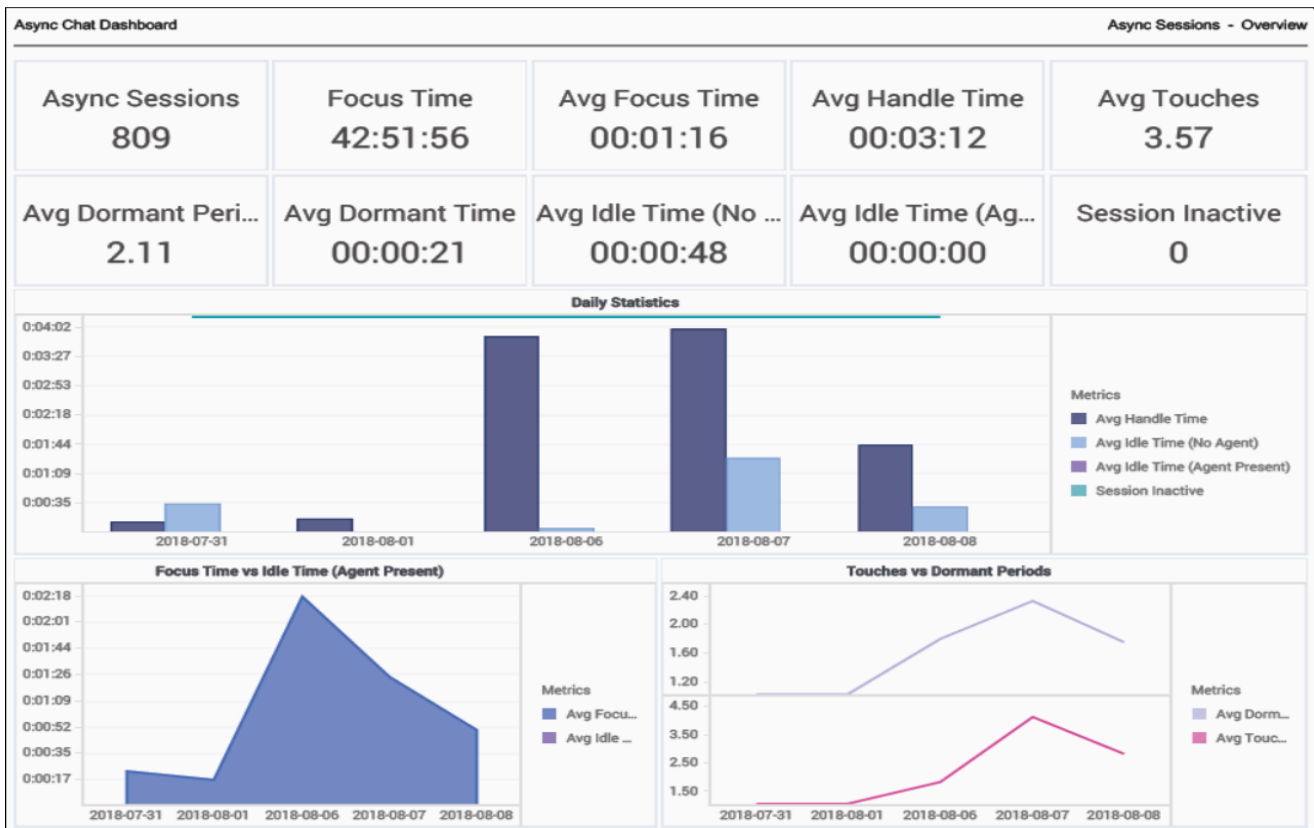 Async Chat Dashboard
Async Sessions - Overview
Async Sessions
Focus Time
Avg Focus Time
Avg Handle Time
Avg Touches
809
42:51:56
00:01:16
00:03:12
3.57
Avg Dormant Peri...
Avg Dormant Time
Avg Idle Time (No ...
Avg Idle Time (Ag...
Session Inactive
2.11
00:00:21
00:00:48
00:00:00
0
Daily Statistics
0:04:02
0:03:27
0:02:53
0:02:18
0:01:44
0:01:09
0:00:35
2018-07-31
2018-08-01
2018-08-06
2018-08-07
2018-08-08
Metrics
Avg Handle Time
Avg Idle Time (No Agent)
Avg Idle Time (Agent Present)
Session Inactive
Focus Time vs Idle Time (Agent Present)
0:02:18
0:02:01
0:01:44
0:01:26
0:01:09
0:00:52
0:00:35
0:00:17
2018-07-31
2018-08-01
2018-08-06
2018-08-07
2018-08-08
Metrics
Avg Focu...
Avg Idle ...
Touches vs Dormant Periods
2.40
2.00
1.60
1.20
4.50
3.50
2.50
1.50
2018-07-31
2018-08-01
2018-08-06
2018-08-07
2018-08-08
Metrics
Avg Dorm...
Avg Touc...